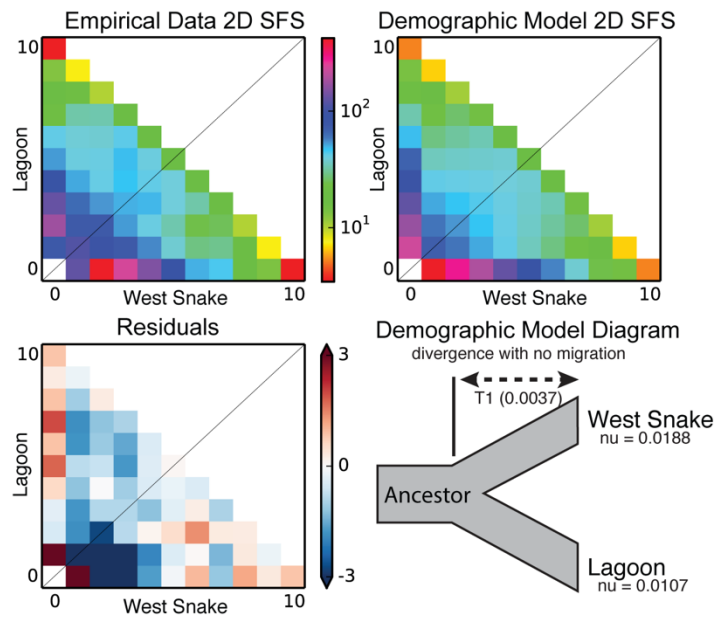 Empirical Data 2D SFS
10
Lagoon
0
0
West Snake
10
10²
10¹
Demographic Model 2D SFS
10
Lagoon
0
0
West Snake
10
Residuals
10
Lagoon
0
0
West Snake
10
3
0
-3
Demographic Model Diagram
divergence with no migration
T1 (0.0037)
West Snake
nu = 0.0188
Ancestor
Lagoon
nu = 0.0107